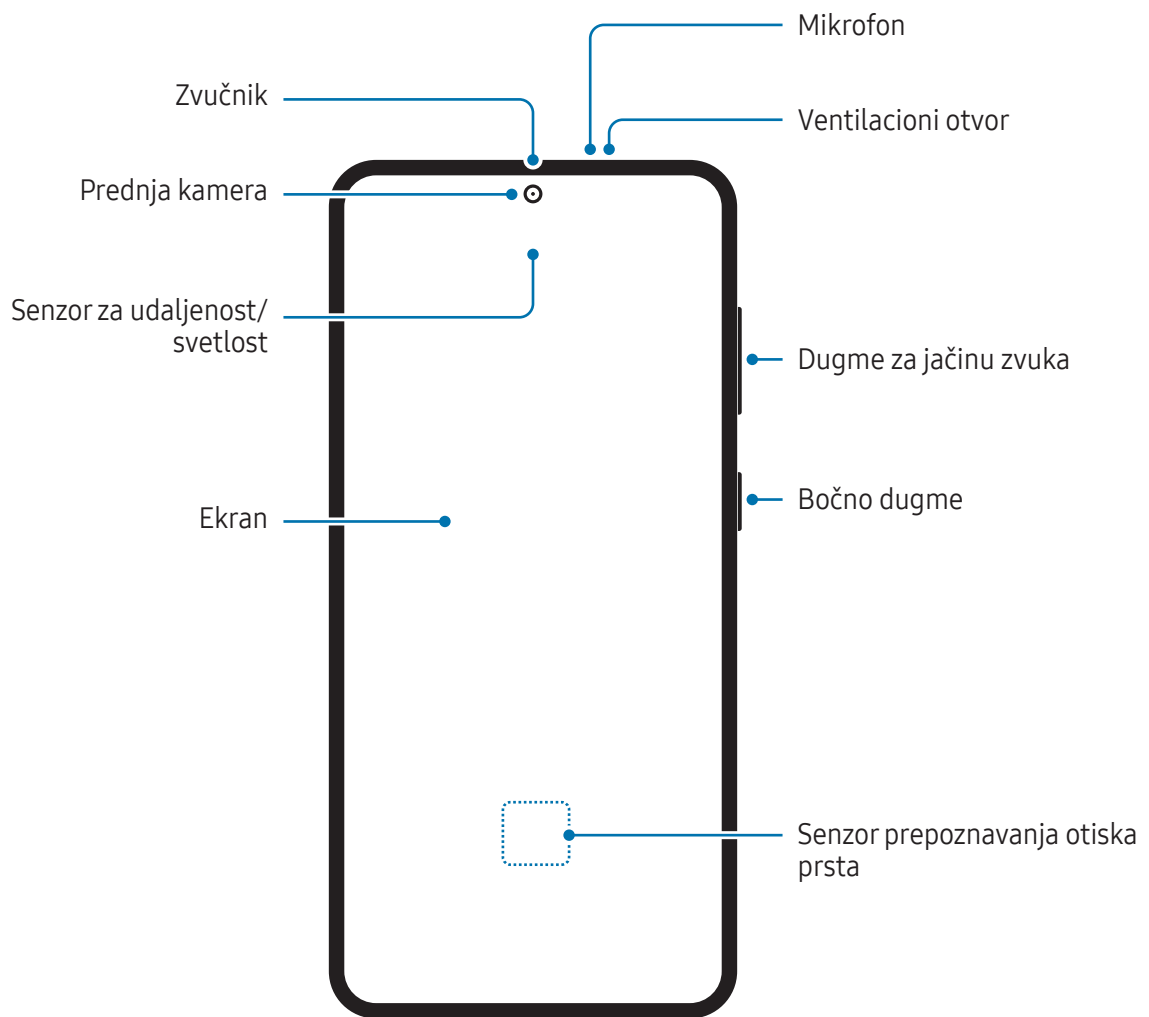 Mikrofon
Zvučnik
Ventilacioni otvor
Prednja kamera
Senzor za udaljenost/
svetlost
Dugme za jačinu zvuka
Bočno dugme
Ekran
Senzor prepoznavanja otiska
prsta